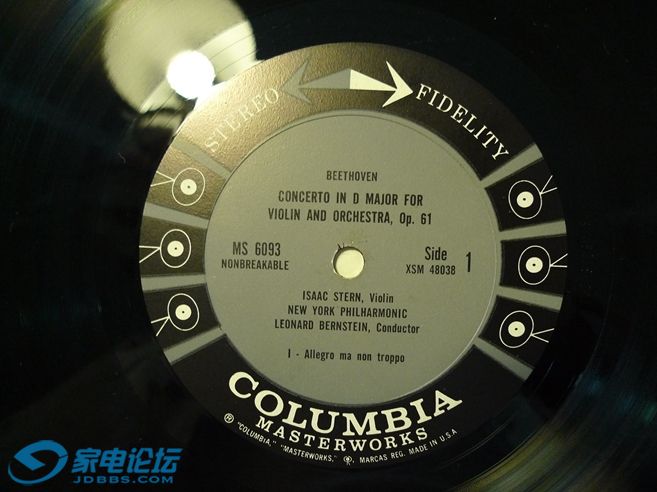 STEREO FIDELITY
BEETHOVEN
CONCERTO IN D MAJOR FOR
VIOLIN AND ORCHESTRA, Op. 61
MS 6093
NONBREAKABLE
Side 1
XSM 48038
ISAAC STERN, Violin
NEW YORK PHILHARMONIC
LEONARD BERNSTEIN, Conductor
I - Allegro ma non troppo
COLUMBIA
MASTERWORKS
® "COLUMBIA," "MASTERWORKS," ®, MARCAS REG. MADE IN U.S.A
家电论坛
JDBBS.COM